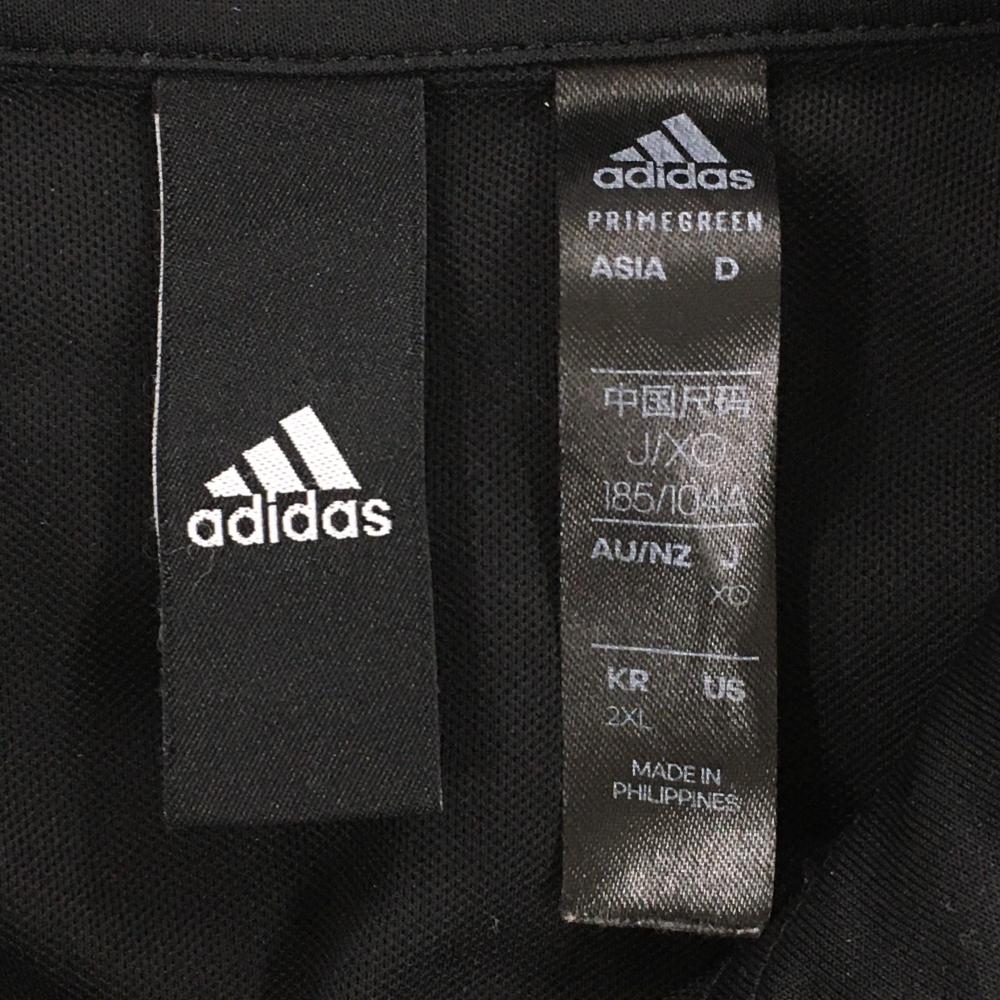 adidas
adidas
PRIMEGREEN
ASIA D
中国尺码
J/XO
185/104A
AU/NZ J
XO
KR US
2XL
MADE IN
PHILIPPINES